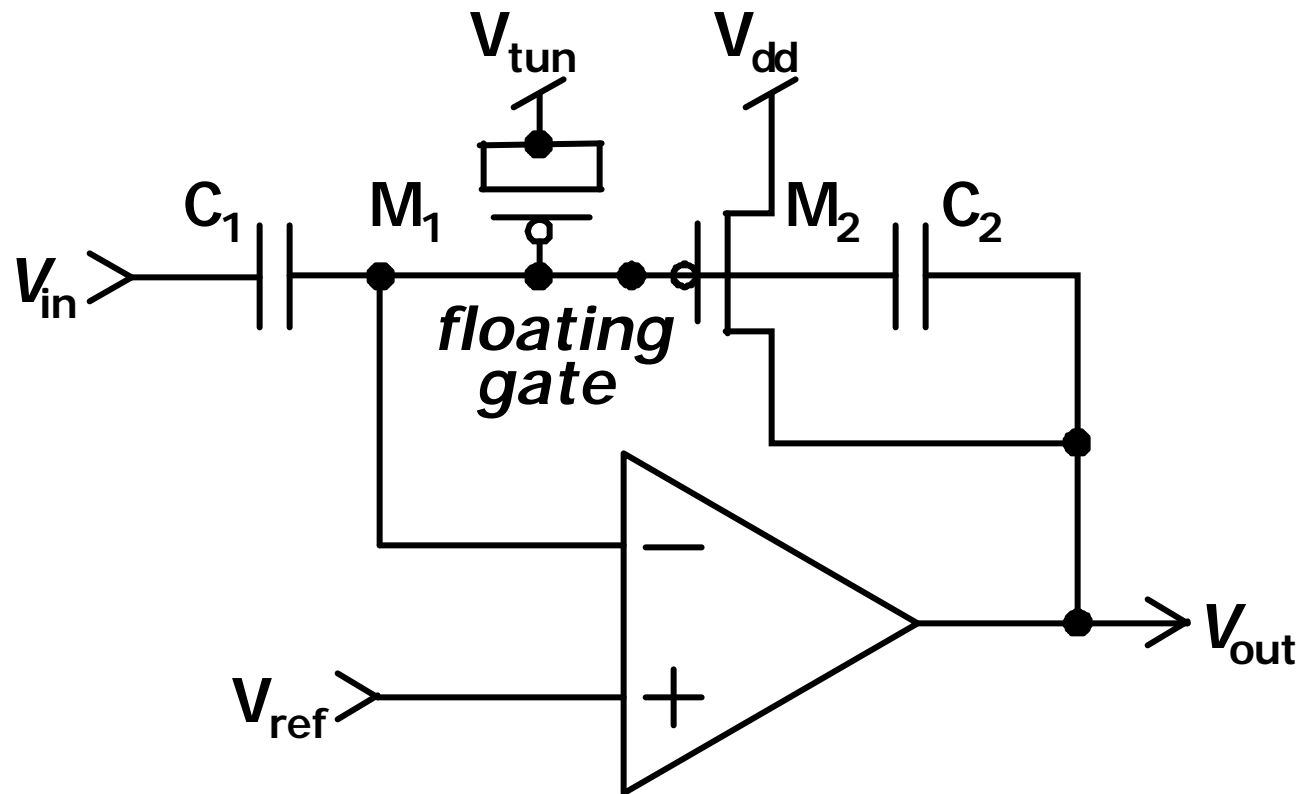 Vtun
Vdd
C1
M1
M2
C2
Vin
floating
gate
−
Vout
Vref
+